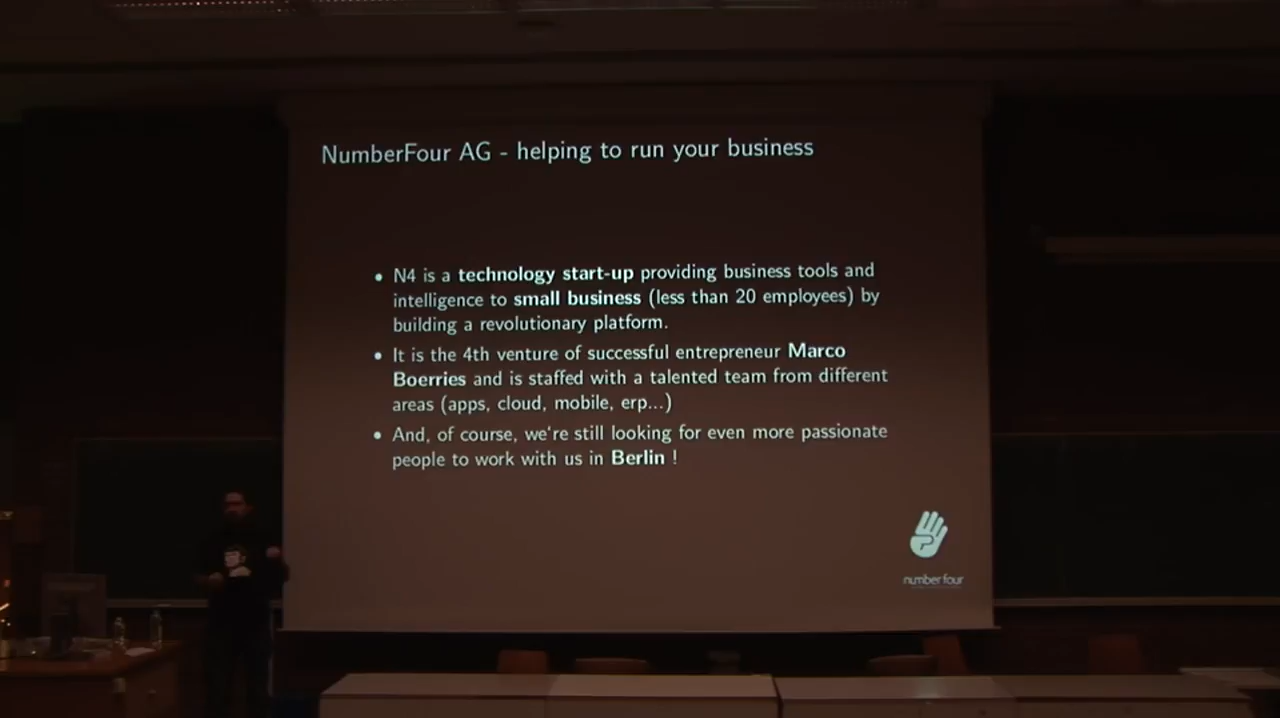 NumberFour AG - helping to run your business
• N4 is a technology start-up providing business tools and
intelligence to small business (less than 20 employees) by
building a revolutionary platform.
• It is the 4th venture of successful entrepreneur Marco
Boerries and is staffed with a talented team from different
areas (apps, cloud, mobile, erp...)
• And, of course, we're still looking for even more passionate
people to work with us in Berlin !
number four